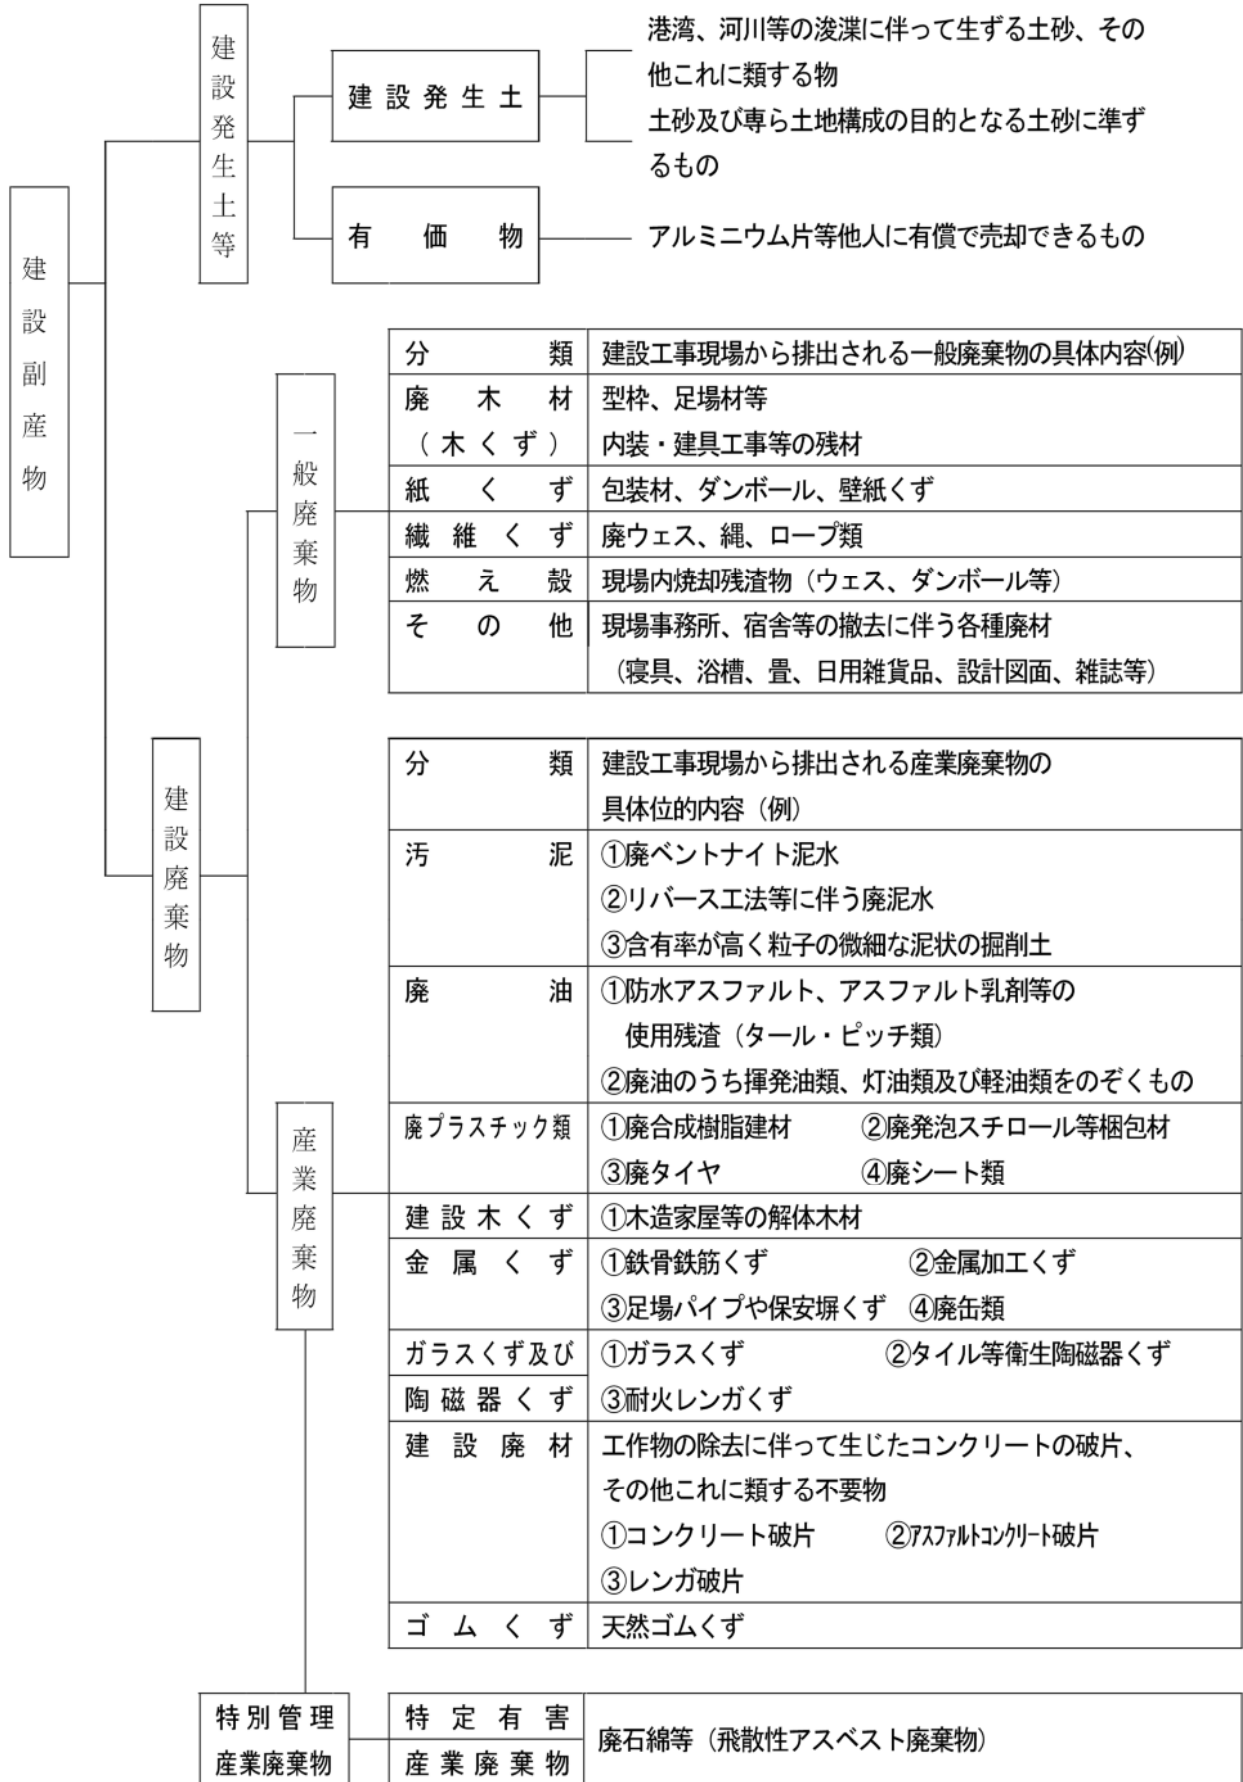 建設副産物
建設発生土等
建設発生土
港湾、河川等の浚渫に伴って生ずる土砂、その
他これに類する物
土砂及び専ら土地構成の目的となる土砂に準ず
るもの
有価物
アルミニウム片等他人に有償で売却できるもの
建設廃棄物
一般廃棄物
分類 建設工事現場から排出される一般廃棄物の具体内容(例)
廃木材 型枠、足場材等
（木くず） 内装・建具工事等の残材
紙くず 包装材、ダンボール、壁紙くず
繊維くず 廃ウェス、縄、ロープ類
燃え殻 現場内焼却残渣物（ウェス、ダンボール等）
その他 現場事務所、宿舎等の撤去に伴う各種廃材
（寝具、浴槽、畳、日用雑貨品、設計図面、雑誌等）
産業廃棄物
分類 建設工事現場から排出される産業廃棄物の
具体位的内容（例）
汚泥 ①廃ベントナイト泥水
②リバース工法等に伴う廃泥水
③含有率が高く粒子の微細な泥状の掘削土
廃油 ①防水アスファルト、アスファルト乳剤等の
使用残渣（タール・ピッチ類）
②廃油のうち揮発油類、灯油類及び軽油類をのぞくもの
廃プラスチック類 ①廃合成樹脂建材 ②廃発泡スチロール等梱包材
③廃タイヤ ④廃シート類
建設木くず ①木造家屋等の解体木材
金属くず ①鉄骨鉄筋くず ②金属加工くず
③足場パイプや保安塀くず ④廃缶類
ガラスくず及び ①ガラスくず ②タイル等衛生陶磁器くず
陶磁器くず ③耐火レンガくず
建設廃材 工作物の除去に伴って生じたコンクリートの破片、
その他これに類する不要物
①コンクリート破片 ②ｱｽﾌｧﾙﾄｺﾝｸﾘｰﾄ破片
③レンガ破片
ゴムくず 天然ゴムくず
特別管理
産業廃棄物
特定有害
産業廃棄物
廃石綿等（飛散性アスベスト廃棄物）